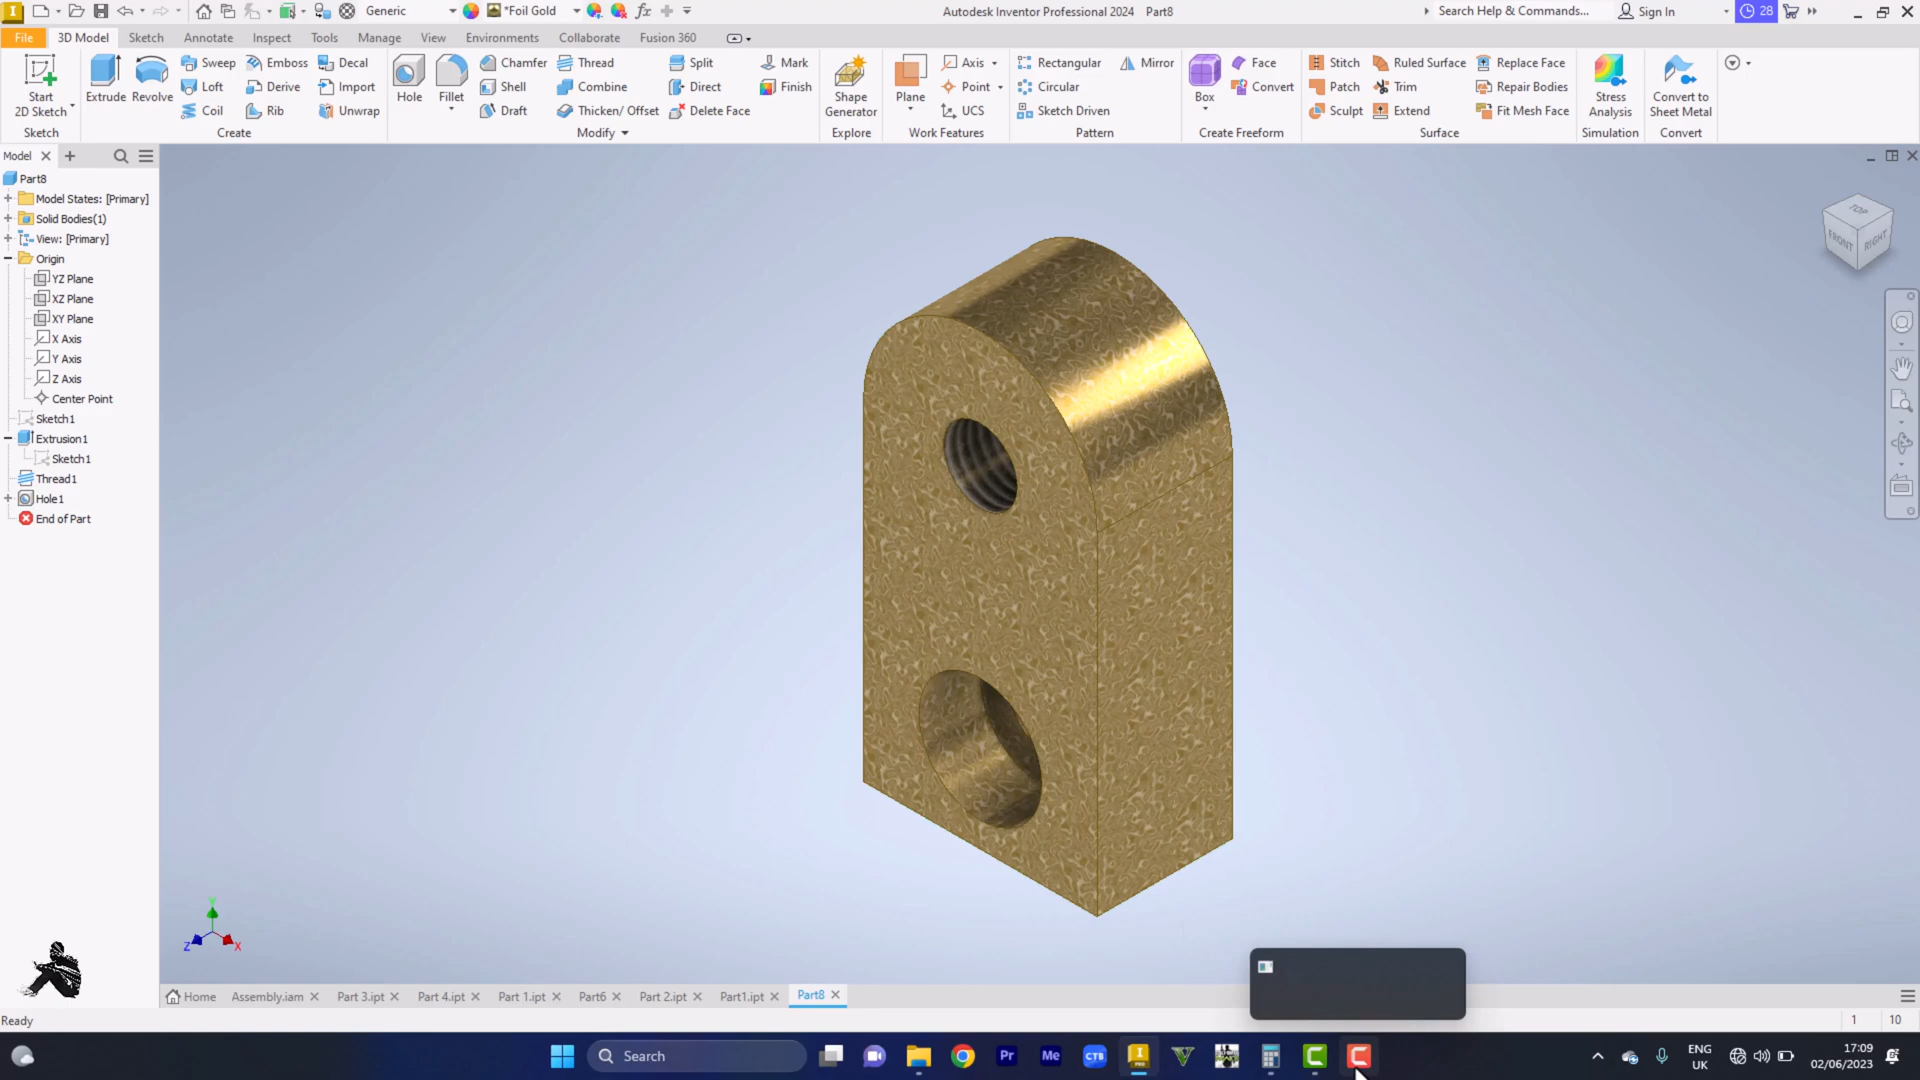 Generic *Foil Gold Autodesk Inventor Professional 2024 Part8 Search Help & Commands... Sign In 28
File 3D Model Sketch Annotate Inspect Tools Manage View Environments Collaborate Fusion 360
Start 2D Sketch
Extrude Revolve
Sweep Emboss Decal
Loft Derive Import
Coil Rib Unwrap
Hole Fillet
Chamfer Thread Split Mark
Shell Combine Direct Finish
Draft Thicken/ Offset Delete Face
Shape Generator
Plane
Axis
Point
UCS
Rectangular Mirror
Circular
Sketch Driven
Box
Face
Convert
Stitch Ruled Surface Replace Face
Patch Trim Repair Bodies
Sculpt Extend Fit Mesh Face
Stress Analysis
Convert to Sheet Metal
Sketch Create Modify Explore Work Features Pattern Create Freeform Surface Simulation Convert
Model
Part8
Model States: [Primary]
Solid Bodies(1)
View: [Primary]
Origin
YZ Plane
XZ Plane
XY Plane
X Axis
Y Axis
Z Axis
Center Point
Sketch1
Extrusion1
Sketch1
Thread1
Hole1
End of Part
TOP
FRONT RIGHT
Y
Z X
Home Assembly.iam Part 3.ipt Part 4.ipt Part 1.ipt Part6 Part 2.ipt Part1.ipt Part8
Ready 1 10
Search
Pr Me CTB I PRO V C C
ENG
UK
17:09
02/06/2023